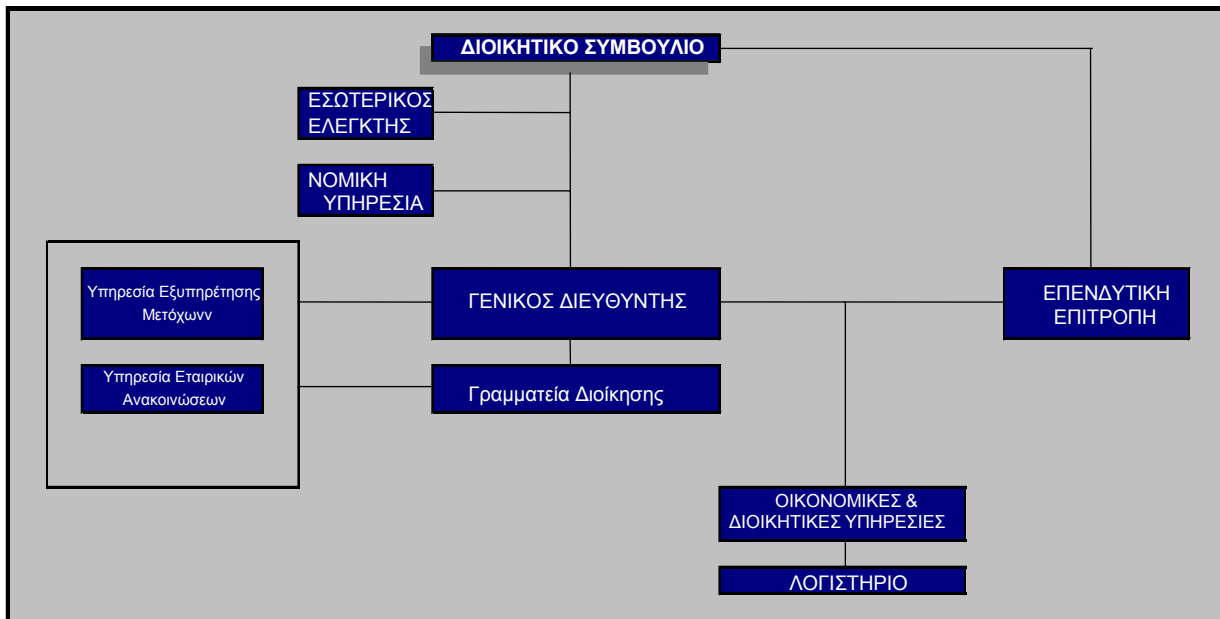 ΔΙΟΙΚΗΤΙΚΟ ΣΥΜΒΟΥΛΙΟ
ΕΣΩΤΕΡΙΚΟΣ
ΕΛΕΓΚΤΗΣ
ΝΟΜΙΚΗ
ΥΠΗΡΕΣΙΑ
Υπηρεσία Εξυπηρέτησης
Μετόχωνν
ΓΕΝΙΚΟΣ ΔΙΕΥΘΥΝΤΗΣ
ΕΠΕΝΔΥΤΙΚΗ
ΕΠΙΤΡΟΠΗ
Υπηρεσία Εταιρικών
Ανακοινώσεων
Γραμματεία Διοίκησης
ΟΙΚΟΝΟΜΙΚΕΣ &
ΔΙΟΙΚΗΤΙΚΕΣ ΥΠΗΡΕΣΙΕΣ
ΛΟΓΙΣΤΗΡΙΟ